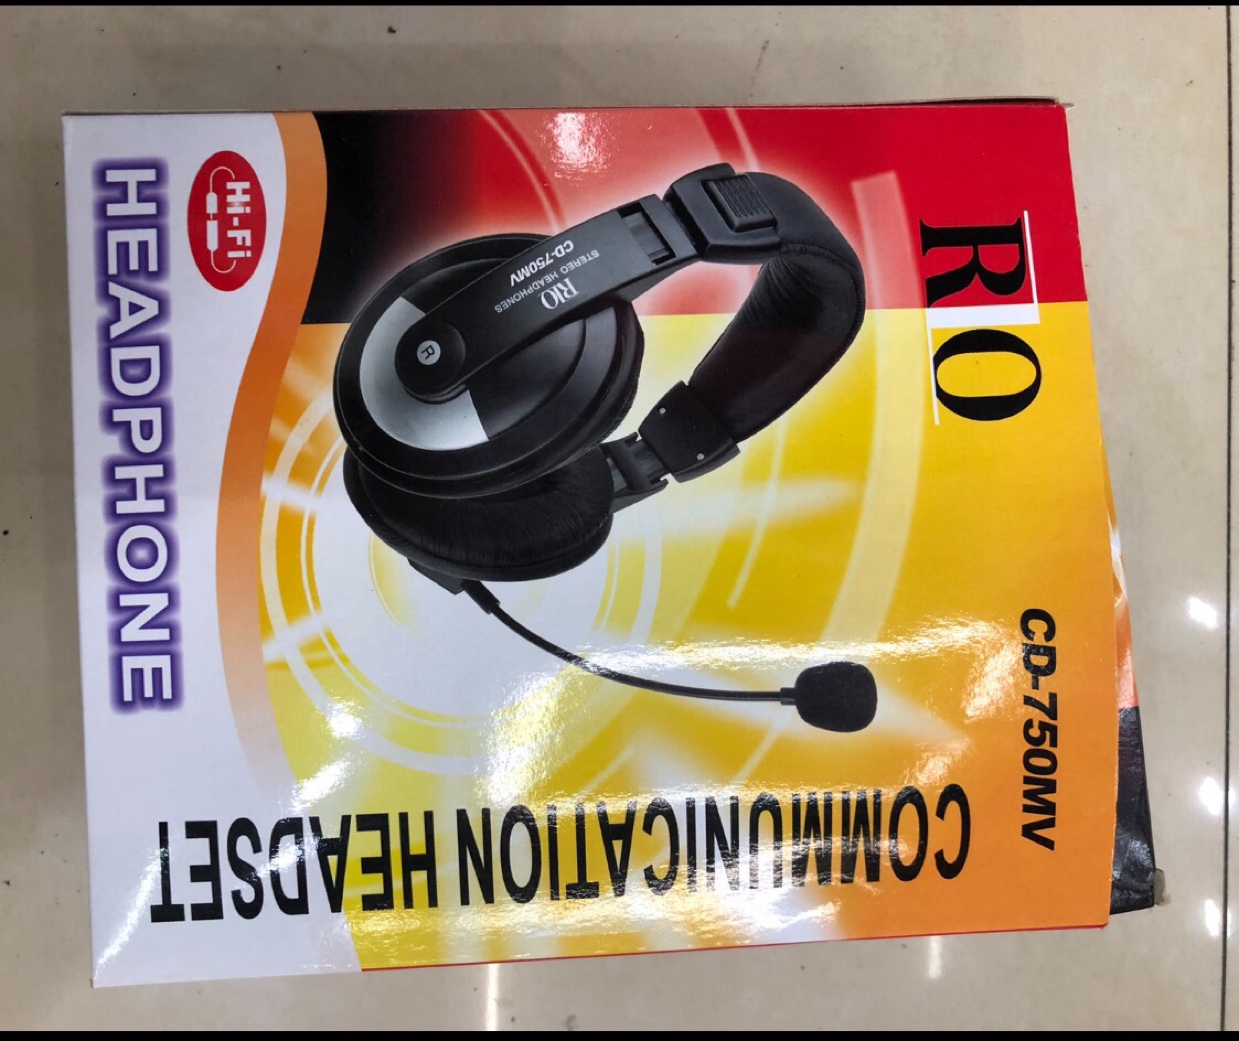 RIO
CD-750MV
COMMUNICATION HEADSET
CD-750MV
STEREO HEADPHONES
RIO
R
Hi-Fi
HEADPHONE